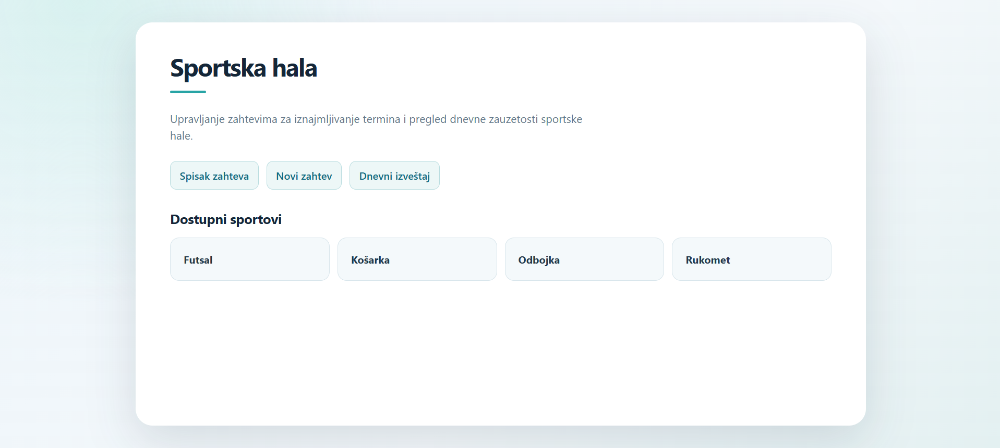 Sportska hala
Upravljanje zahtevima za iznajmljivanje termina i pregled dnevne zauzetosti sportske
hale.
Spisak zahteva
Novi zahtev
Dnevni izveštaj
Dostupni sportovi
Futsal
Košarka
Odbojka
Rukomet